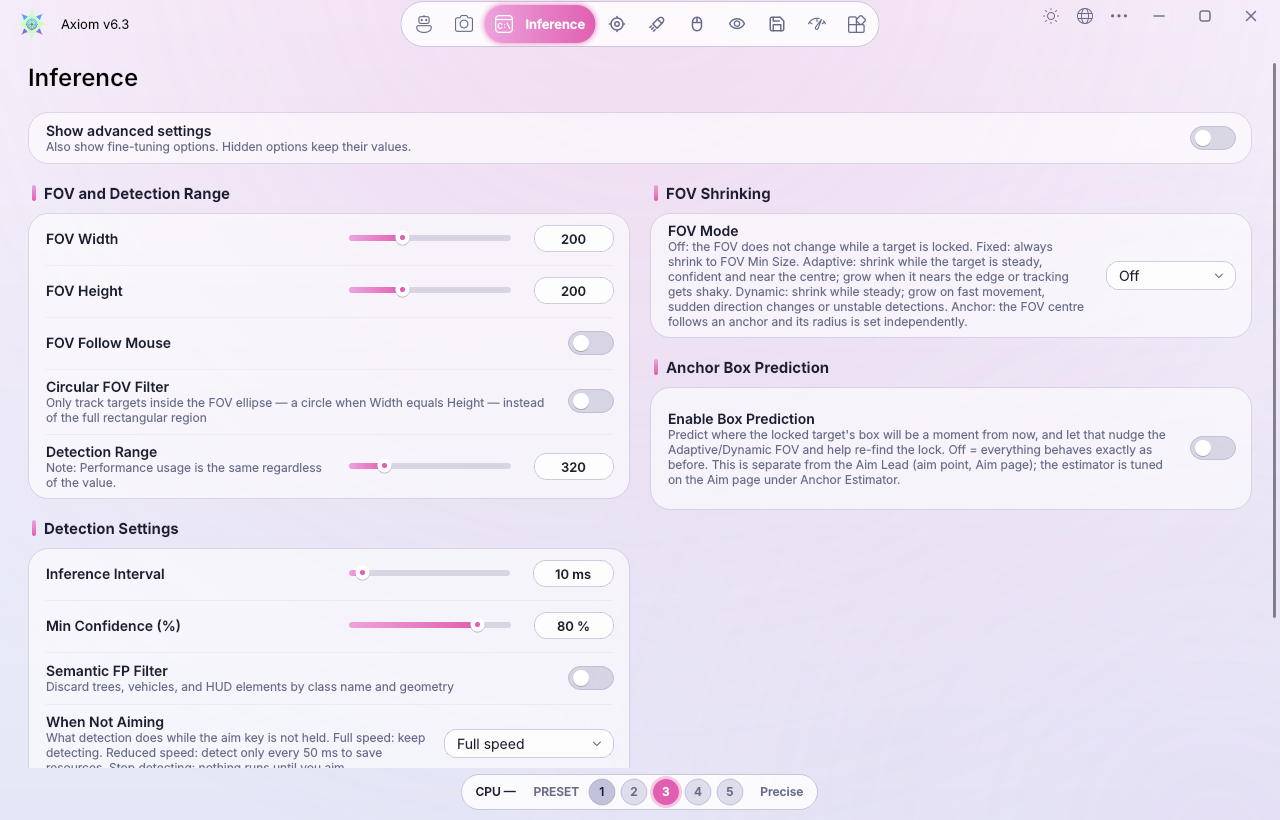 Axiom v6.3
C:\ Inference
Inference
Show advanced settings
Also show fine-tuning options. Hidden options keep their values.
FOV and Detection Range
FOV Width
200
FOV Height
200
FOV Follow Mouse
Circular FOV Filter
Only track targets inside the FOV ellipse — a circle when Width equals Height — instead
of the full rectangular region
Detection Range
Note: Performance usage is the same regardless
of the value.
320
Detection Settings
Inference Interval
10 ms
Min Confidence (%)
80 %
Semantic FP Filter
Discard trees, vehicles, and HUD elements by class name and geometry
When Not Aiming
What detection does while the aim key is not held. Full speed: keep
detecting. Reduced speed: detect only every 50 ms to save
resources. Stop detecting: nothing runs until you aim.
Full speed
FOV Shrinking
FOV Mode
Off: the FOV does not change while a target is locked. Fixed: always
shrink to FOV Min Size. Adaptive: shrink while the target is steady,
confident and near the centre; grow when it nears the edge or tracking
gets shaky. Dynamic: shrink while steady; grow on fast movement,
sudden direction changes or unstable detections. Anchor: the FOV centre
follows an anchor and its radius is set independently.
Off
Anchor Box Prediction
Enable Box Prediction
Predict where the locked target's box will be a moment from now, and let that nudge the
Adaptive/Dynamic FOV and help re-find the lock. Off = everything behaves exactly as
before. This is separate from the Aim Lead (aim point, Aim page); the estimator is tuned
on the Aim page under Anchor Estimator.
CPU — PRESET 1 2 3 4 5 Precise